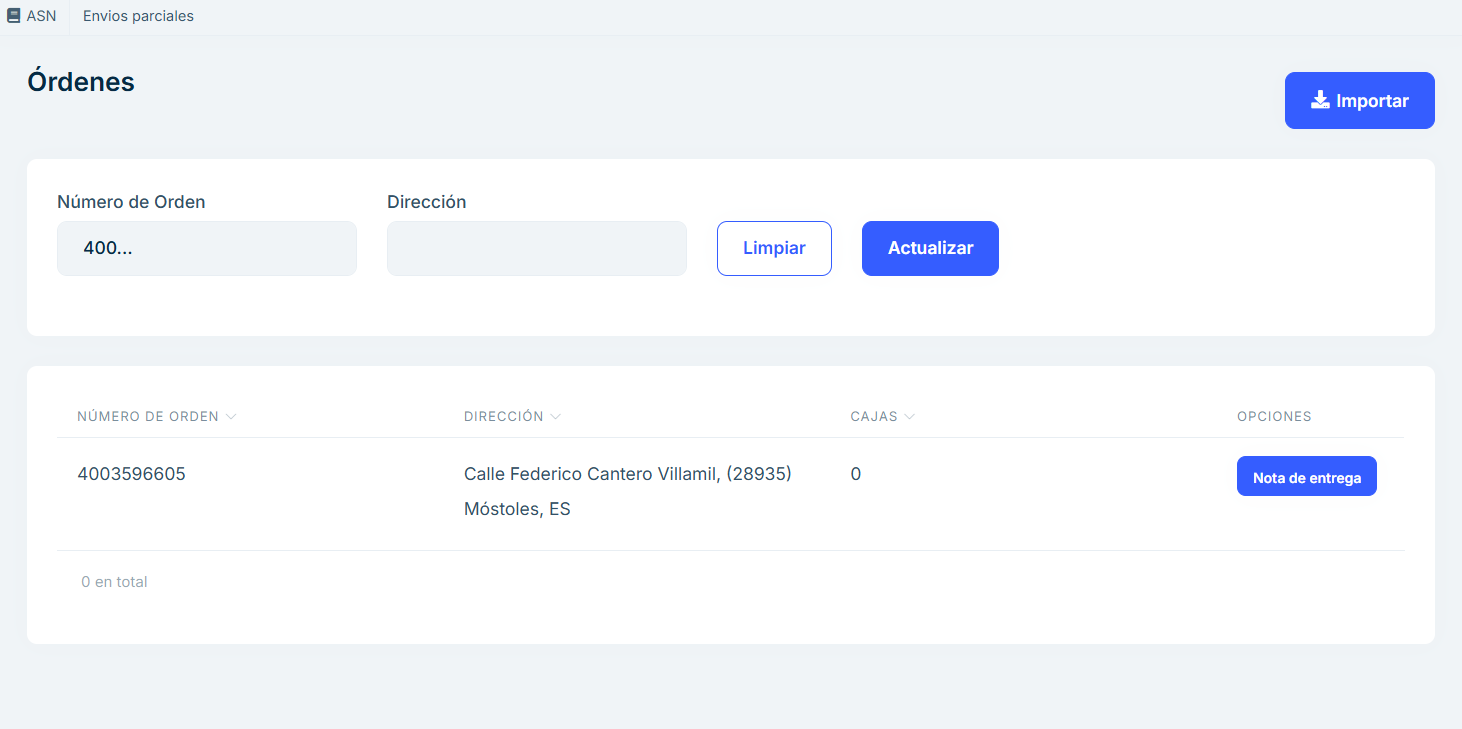 ASN Envios parciales
Órdenes
Importar
Número de Orden Dirección
400... Limpiar Actualizar
NÚMERO DE ORDEN DIRECCIÓN CAJAS OPCIONES
4003596605 Calle Federico Cantero Villamil, (28935) 0 Nota de entrega
Móstoles, ES
0 en total